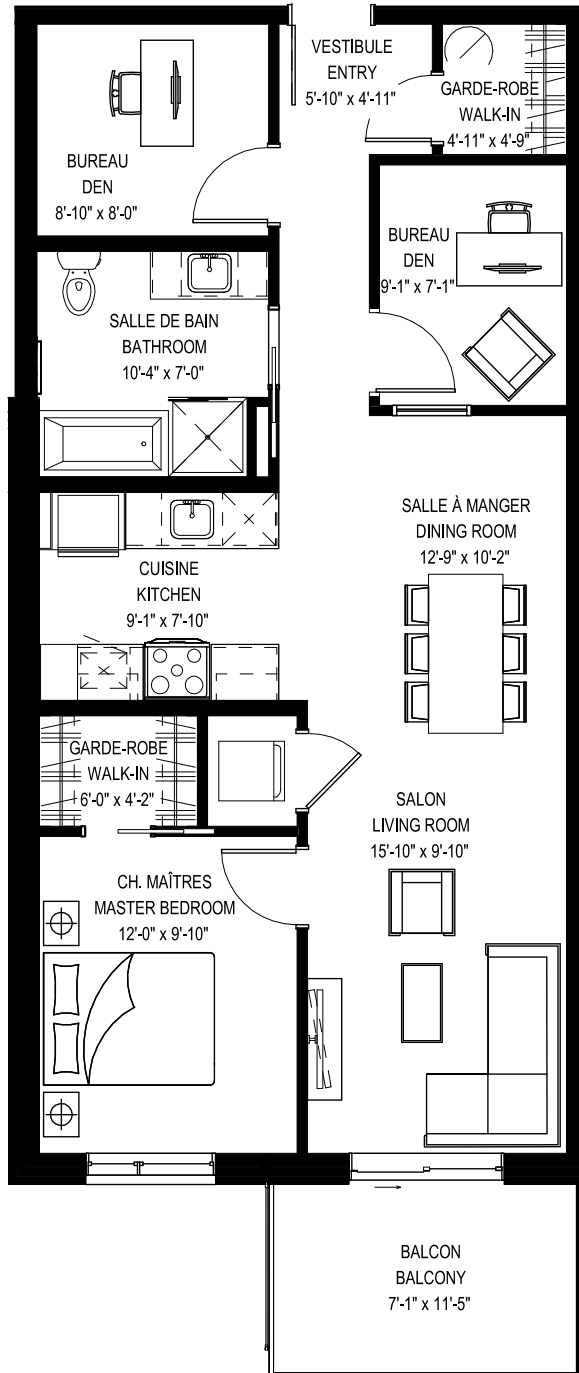 VESTIBULE
ENTRY
5'-10" x 4'-11"
GARDE-ROBE
WALK-IN
4'-11" x 4'-9"
BUREAU
DEN
8'-10" x 8'-0"
BUREAU
DEN
9'-1" x 7'-1"
SALLE DE BAIN
BATHROOM
10'-4" x 7'-0"
SALLE À MANGER
DINING ROOM
12'-9" x 10'-2"
CUISINE
KITCHEN
9'-1" x 7'-10"
GARDE-ROBE
WALK-IN
6'-0" x 4'-2"
SALON
LIVING ROOM
15'-10" x 9'-10"
CH. MAÎTRES
MASTER BEDROOM
12'-0" x 9'-10"
BALCON
BALCONY
7'-1" x 11'-5"